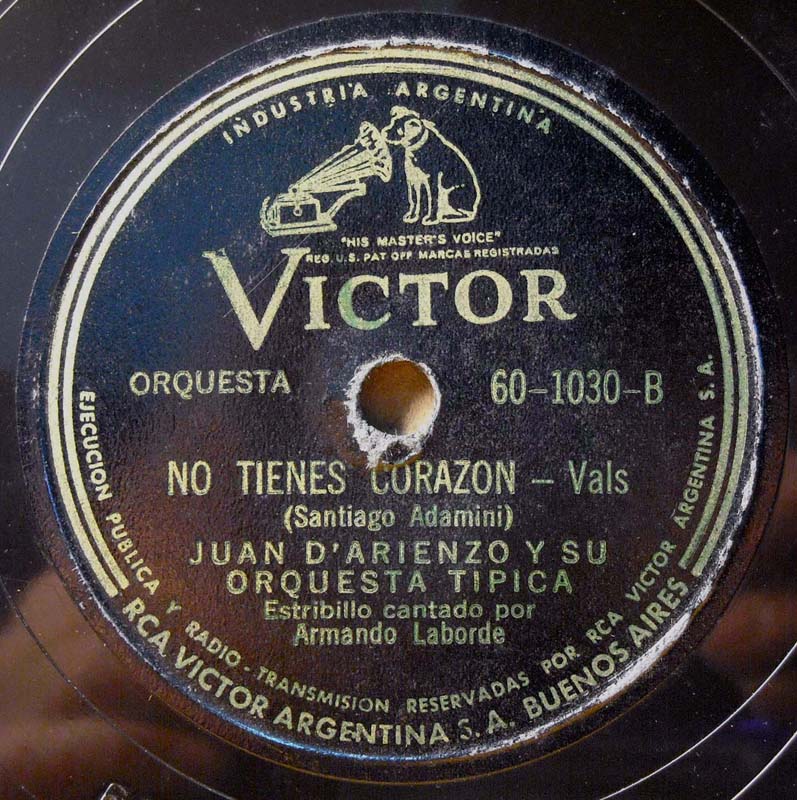 INDUSTRIA ARGENTINA
"HIS MASTER'S VOICE"
REG. U.S. PAT OFF MARCAS REGISTRADAS
VICTOR
ORQUESTA
60-1030-B
NO TIENES CORAZON - Vals
(Santiago Adamini)
JUAN D'ARIENZO Y SU
ORQUESTA TIPICA
Estribillo cantado por
Armando Laborde
EJECUCION PUBLICA Y RADIO-TRANSMISION RESERVADAS POR RCA VICTOR ARGENTINA S.A.
RCA VICTOR ARGENTINA S.A. BUENOS AIRES